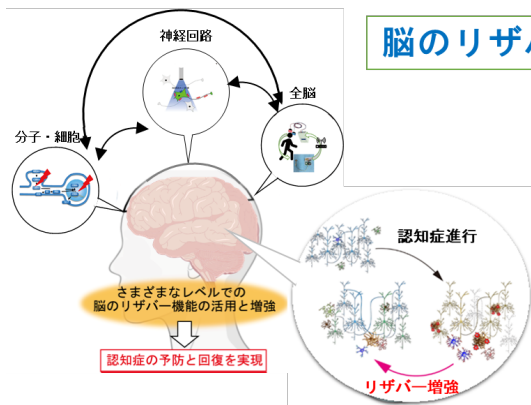 脳のリザ
神経回路
全脳
分子・細胞
認知症進行
さまざまなレベルでの
脳のリザバー機能の活用と増強
リザバー増強
認知症の予防と回復を実現